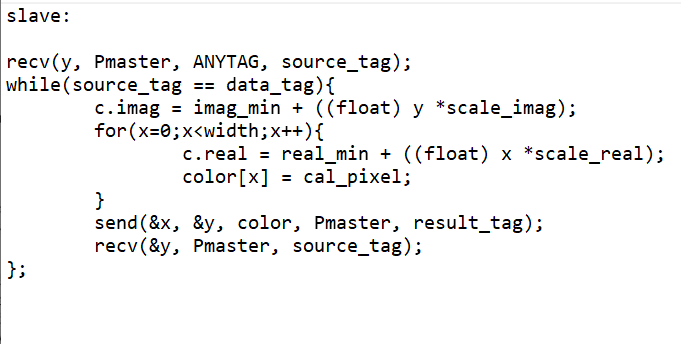 slave:
recv(y, Pmaster, ANYTAG, source_tag);
while(source_tag == data_tag){
c.imag = imag_min + ((float) y *scale_imag);
for(x=0;x<width;x++){
c.real = real_min + ((float) x *scale_real);
color[x] = cal_pixel;
}
send(&x, &y, color, Pmaster, result_tag);
recv(&y, Pmaster, source_tag);
};